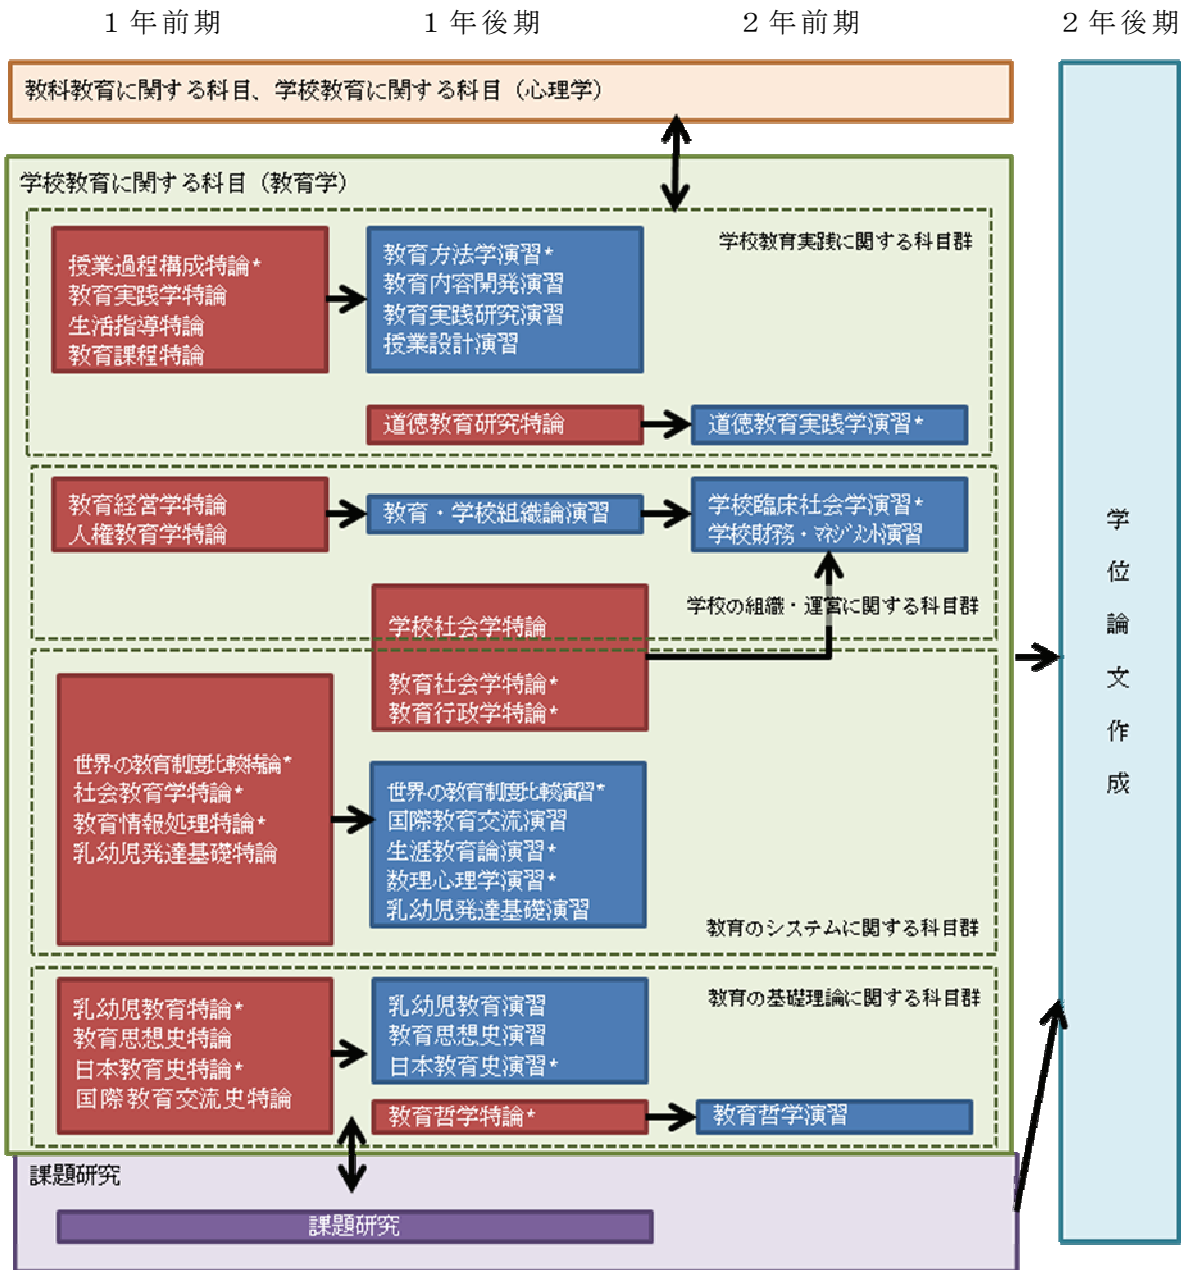 １年前期
１年後期
２年前期
２年後期
教科教育に関する科目、学校教育に関する科目（心理学）
学校教育に関する科目（教育学）
学校教育実践に関する科目群
授業過程構成特論*
教育実践学特論
生活指導特論
教育課程特論
教育方法学演習*
教育内容開発演習
教育実践研究演習
授業設計演習
道徳教育研究特論
道徳教育実践学演習*
教育経営学特論
人権教育学特論
教育・学校組織論演習
学校臨床社会学演習*
学校財務・ﾏﾈｼﾞﾒﾝﾄ演習
学校の組織・運営に関する科目群
学校社会学特論
教育社会学特論*
教育行政学特論*
世界の教育制度比較特論*
社会教育学特論*
教育情報処理特論*
乳幼児発達基礎特論
世界の教育制度比較演習*
国際教育交流演習
生涯教育論演習*
数理心理学演習*
乳幼児発達基礎演習
教育のシステムに関する科目群
教育の基礎理論に関する科目群
乳幼児教育特論*
教育思想史特論
日本教育史特論*
国際教育交流史特論
乳幼児教育演習
教育思想史演習
日本教育史演習*
教育哲学特論*
教育哲学演習
課題研究
課題研究
学位論文作成